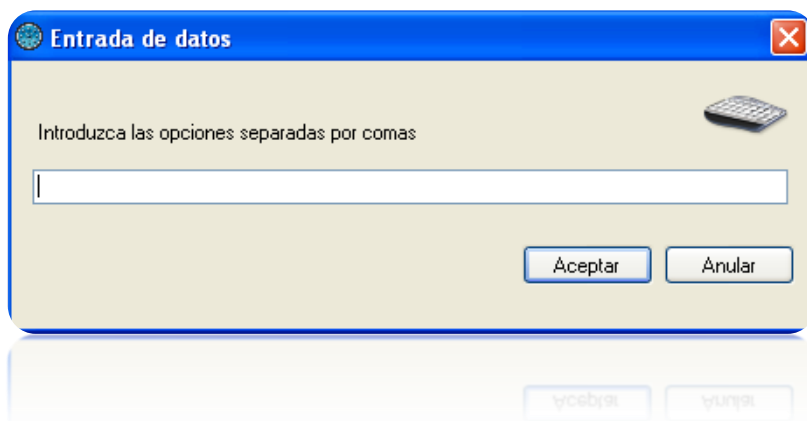 Entrada de datos
Introduzca las opciones separadas por comas
Aceptar Anular